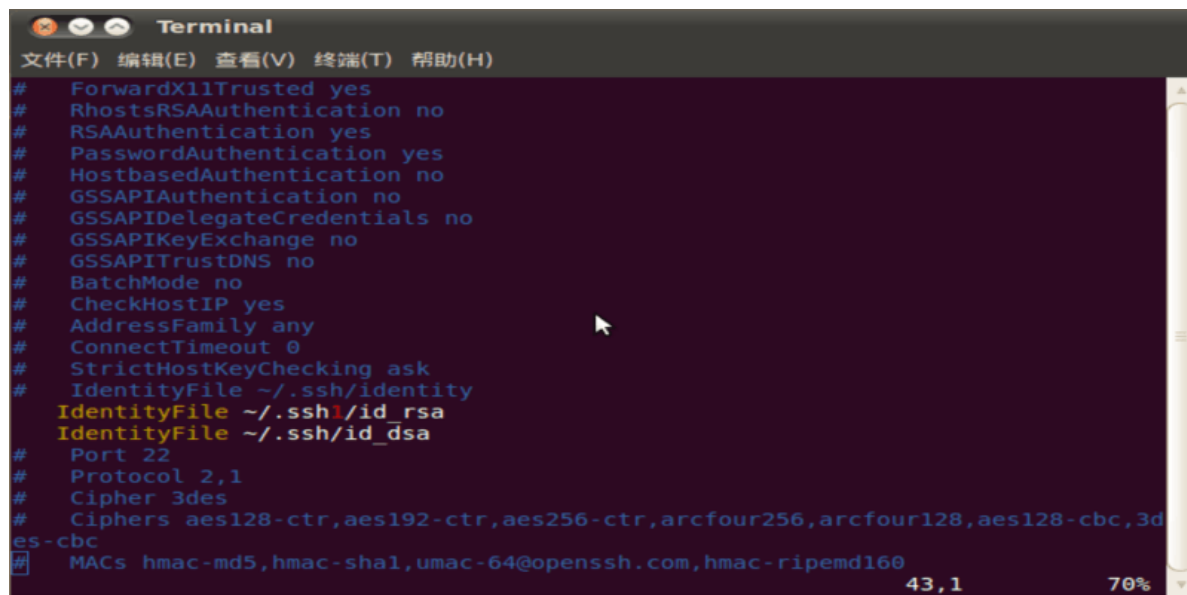 Terminal
文件(F) 编辑(E) 查看(V) 终端(T) 帮助(H)
#   ForwardX11Trusted yes
#   RhostsRSAAuthentication no
#   RSAAuthentication yes
#   PasswordAuthentication yes
#   HostbasedAuthentication no
#   GSSAPIAuthentication no
#   GSSAPIDelegateCredentials no
#   GSSAPIKeyExchange no
#   GSSAPITrustDNS no
#   BatchMode no
#   CheckHostIP yes
#   AddressFamily any
#   ConnectTimeout 0
#   StrictHostKeyChecking ask
#   IdentityFile ~/.ssh/identity
   IdentityFile ~/.ssh1/id_rsa
   IdentityFile ~/.ssh/id_dsa
#   Port 22
#   Protocol 2,1
#   Cipher 3des
#   Ciphers aes128-ctr,aes192-ctr,aes256-ctr,arcfour256,arcfour128,aes128-cbc,3d
es-cbc
#   MACs hmac-md5,hmac-sha1,umac-64@openssh.com,hmac-ripemd160
43,1 70%